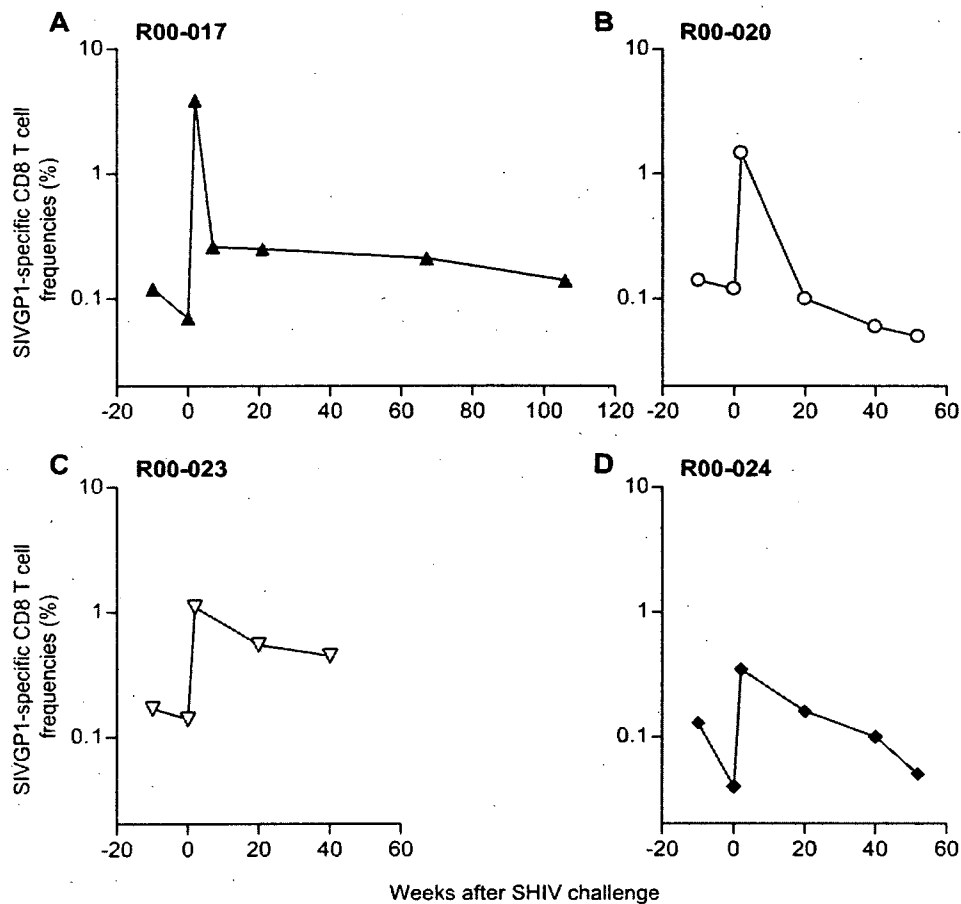 A
R00-017
B
R00-020
10
1
0.1
-20 0 20 40 60 80 100 120
10
1
0.1
-20 0 20 40 60
SIVGP1-specific CD8 T cell
frequencies (%)
C
R00-023
D
R00-024
10
1
0.1
-20 0 20 40 60
10
1
0.1
-20 0 20 40 60
SIVGP1-specific CD8 T cell
frequencies (%)
Weeks after SHIV challenge